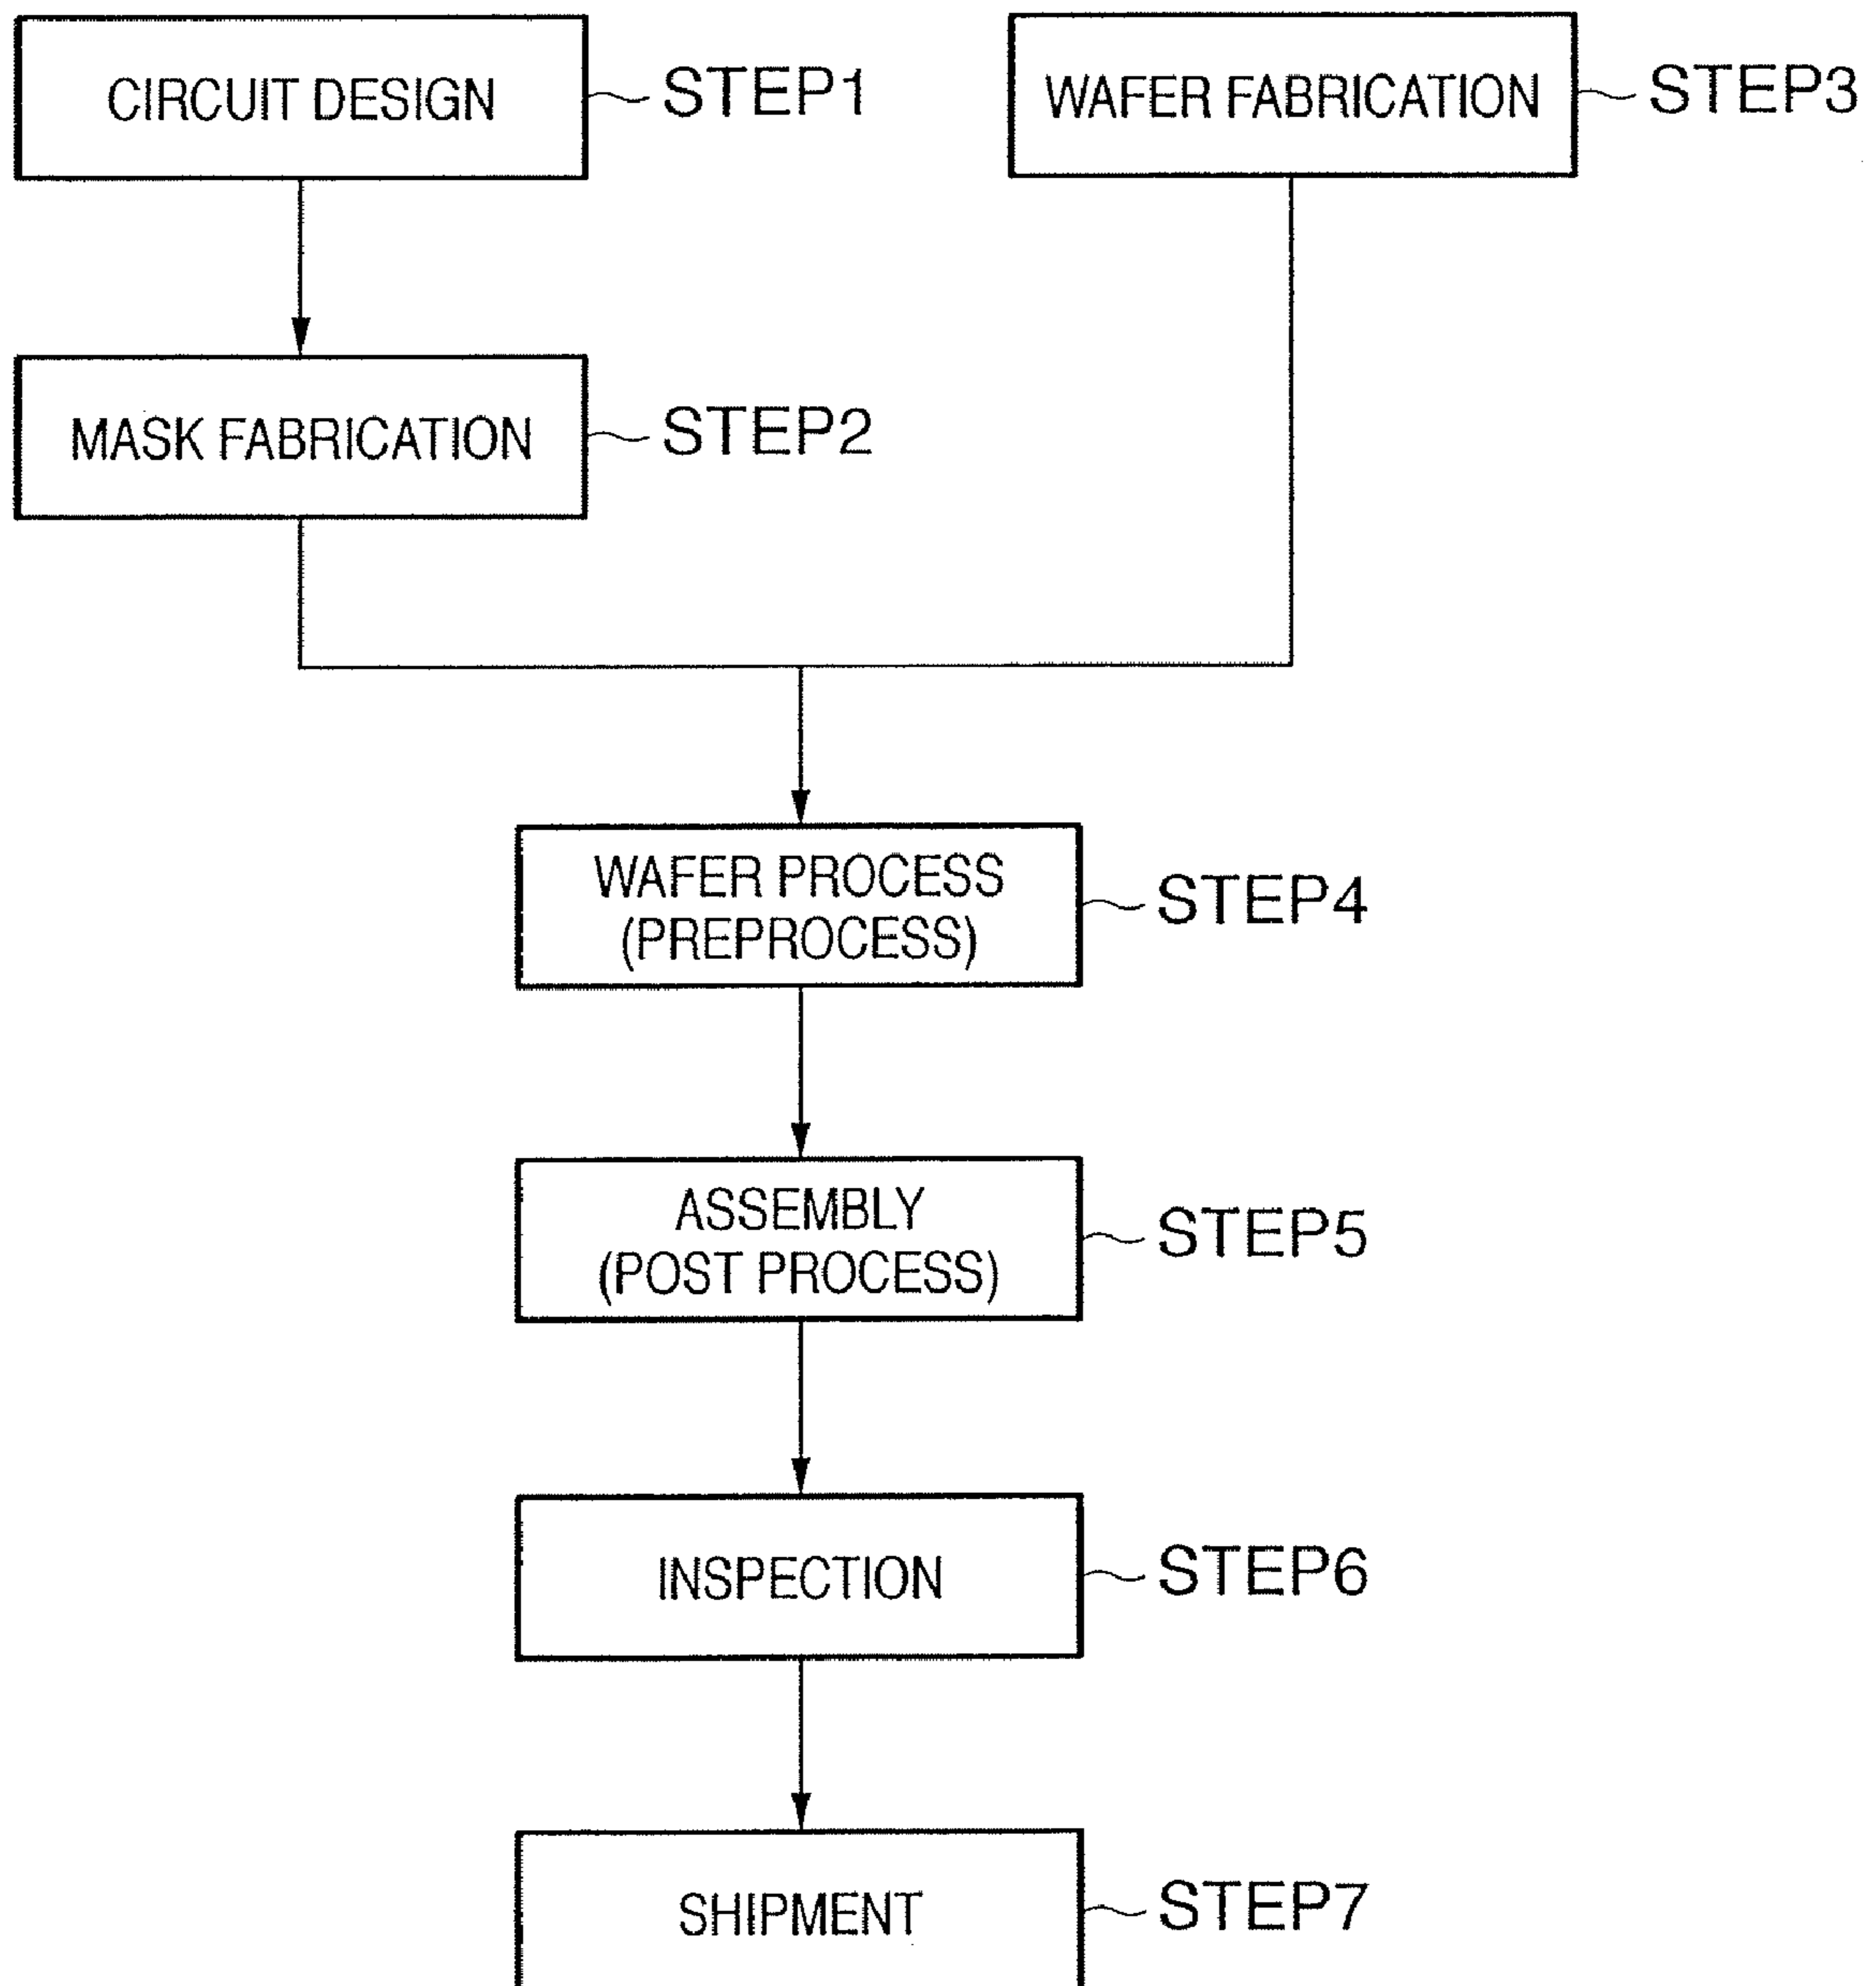 CIRCUIT DESIGN
STEP1
WAFER FABRICATION
STEP3
MASK FABRICATION
STEP2
WAFER PROCESS
(PREPROCESS)
STEP4
ASSEMBLY
(POST PROCESS)
STEP5
INSPECTION
STEP6
SHIPMENT
STEP7